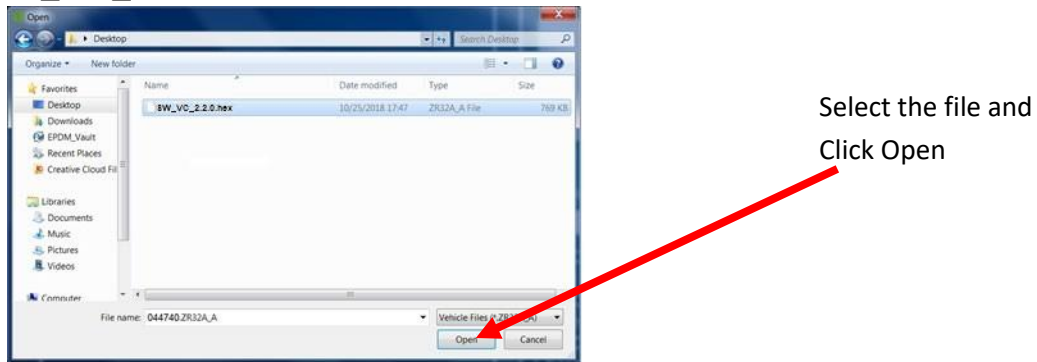 Open
Desktop
Search Desktop
Organize
New folder
Name
Date modified
Type
Size
Favorites
Desktop
Downloads
EPDM_Vault
Recent Places
Creative Cloud Fil
Libraries
Documents
Music
Pictures
Videos
Computer
SW_VC_2.2.0.hex 10/25/2018 17:47 ZR32A_A File 769 KB
File name: 044740.ZR32A_A
Vehicle Files
Open
Cancel
Select the file and
Click Open